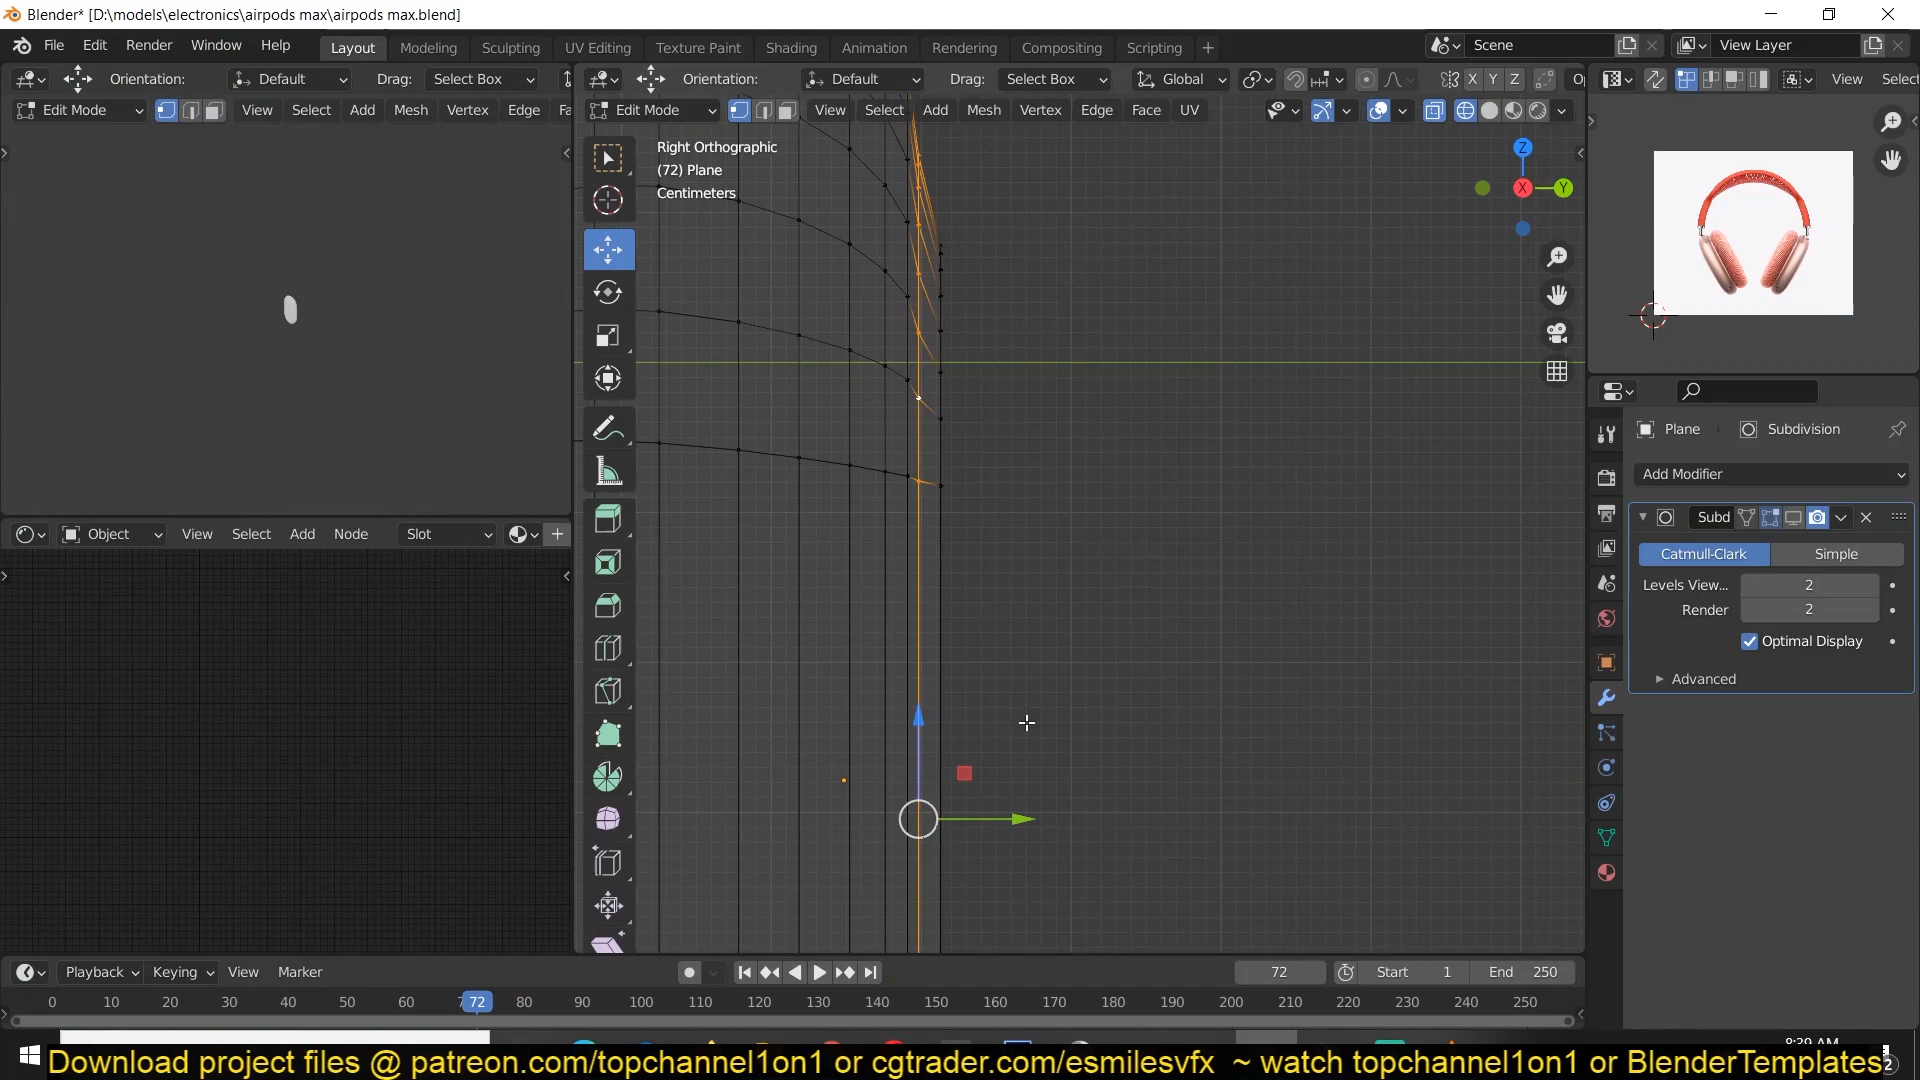 Blender* [D:\models\electronics\airpods max\airpods max.blend]
File Edit Render Window Help
Layout Modeling Sculpting UV Editing Texture Paint Shading Animation Rendering Compositing Scripting
Scene View Layer
Orientation: Default Drag: Select Box
Orientation: Default Drag: Select Box Global X Y Z
View Select
Edit Mode View Select Add Mesh Vertex Edge Fa
Edit Mode View Select Add Mesh Vertex Edge Face UV
Right Orthographic
(72) Plane
Centimeters
Z
X Y
Plane Subdivision
Add Modifier
Subd
Catmull-Clark Simple
Levels View... 2
Render 2
Optimal Display
Advanced
Object View Select Add Node Slot
Playback Keying View Marker
72 Start 1 End 250
0 10 20 30 40 50 60 72 80 90 100 110 120 130 140 150 160 170 180 190 200 210 220 230 240 250
Download project files @ patreon.com/topchannel1on1 or cgtrader.com/esmilesvfx ~ watch topchannel1on1 or BlenderTemplates